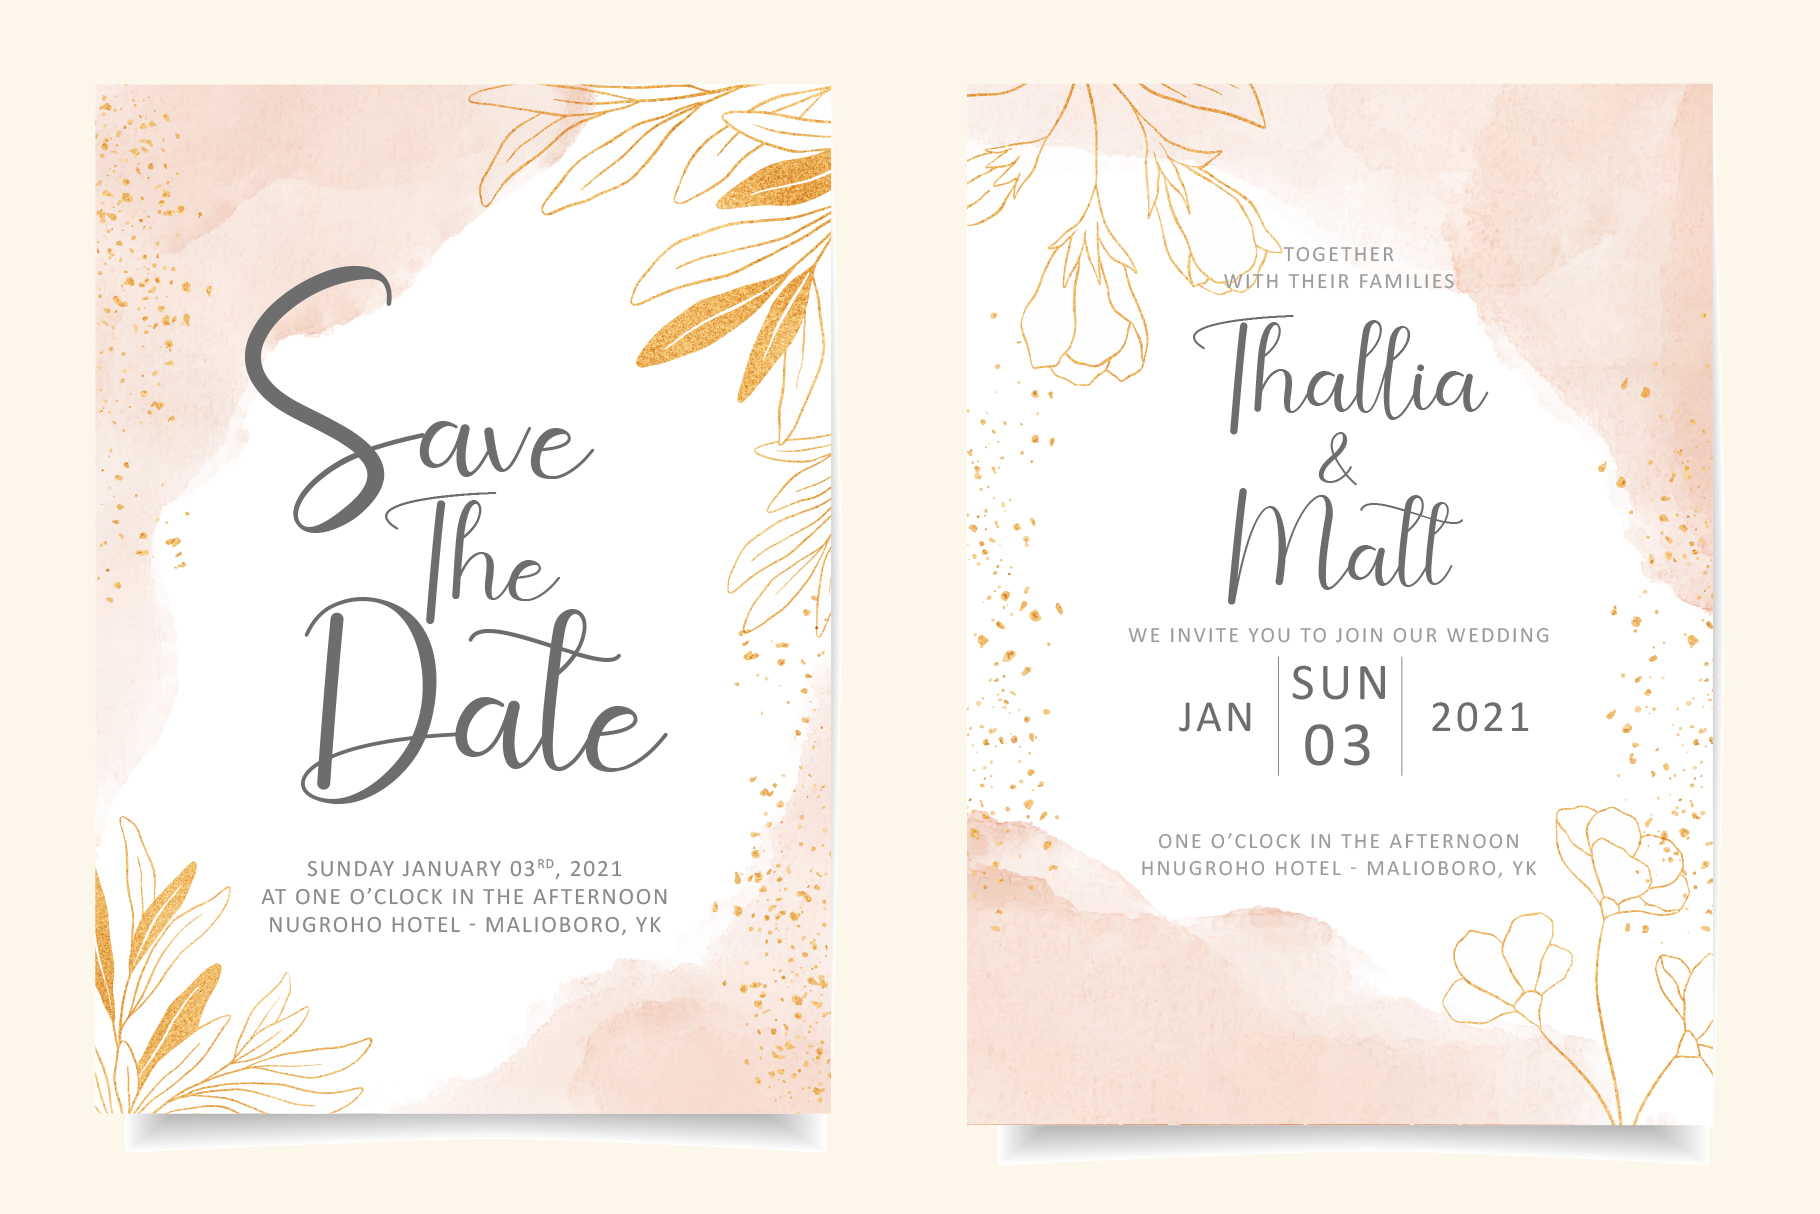 Save
The
Date
SUNDAY JANUARY 03RD, 2021
AT ONE O’CLOCK IN THE AFTERNOON
NUGROHO HOTEL - MALIOBORO, YK
TOGETHER
WITH THEIR FAMILIES
Thallia
&
Matt
WE INVITE YOU TO JOIN OUR WEDDING
JAN
SUN
03
2021
ONE O’CLOCK IN THE AFTERNOON
HNUGROHO HOTEL - MALIOBORO, YK